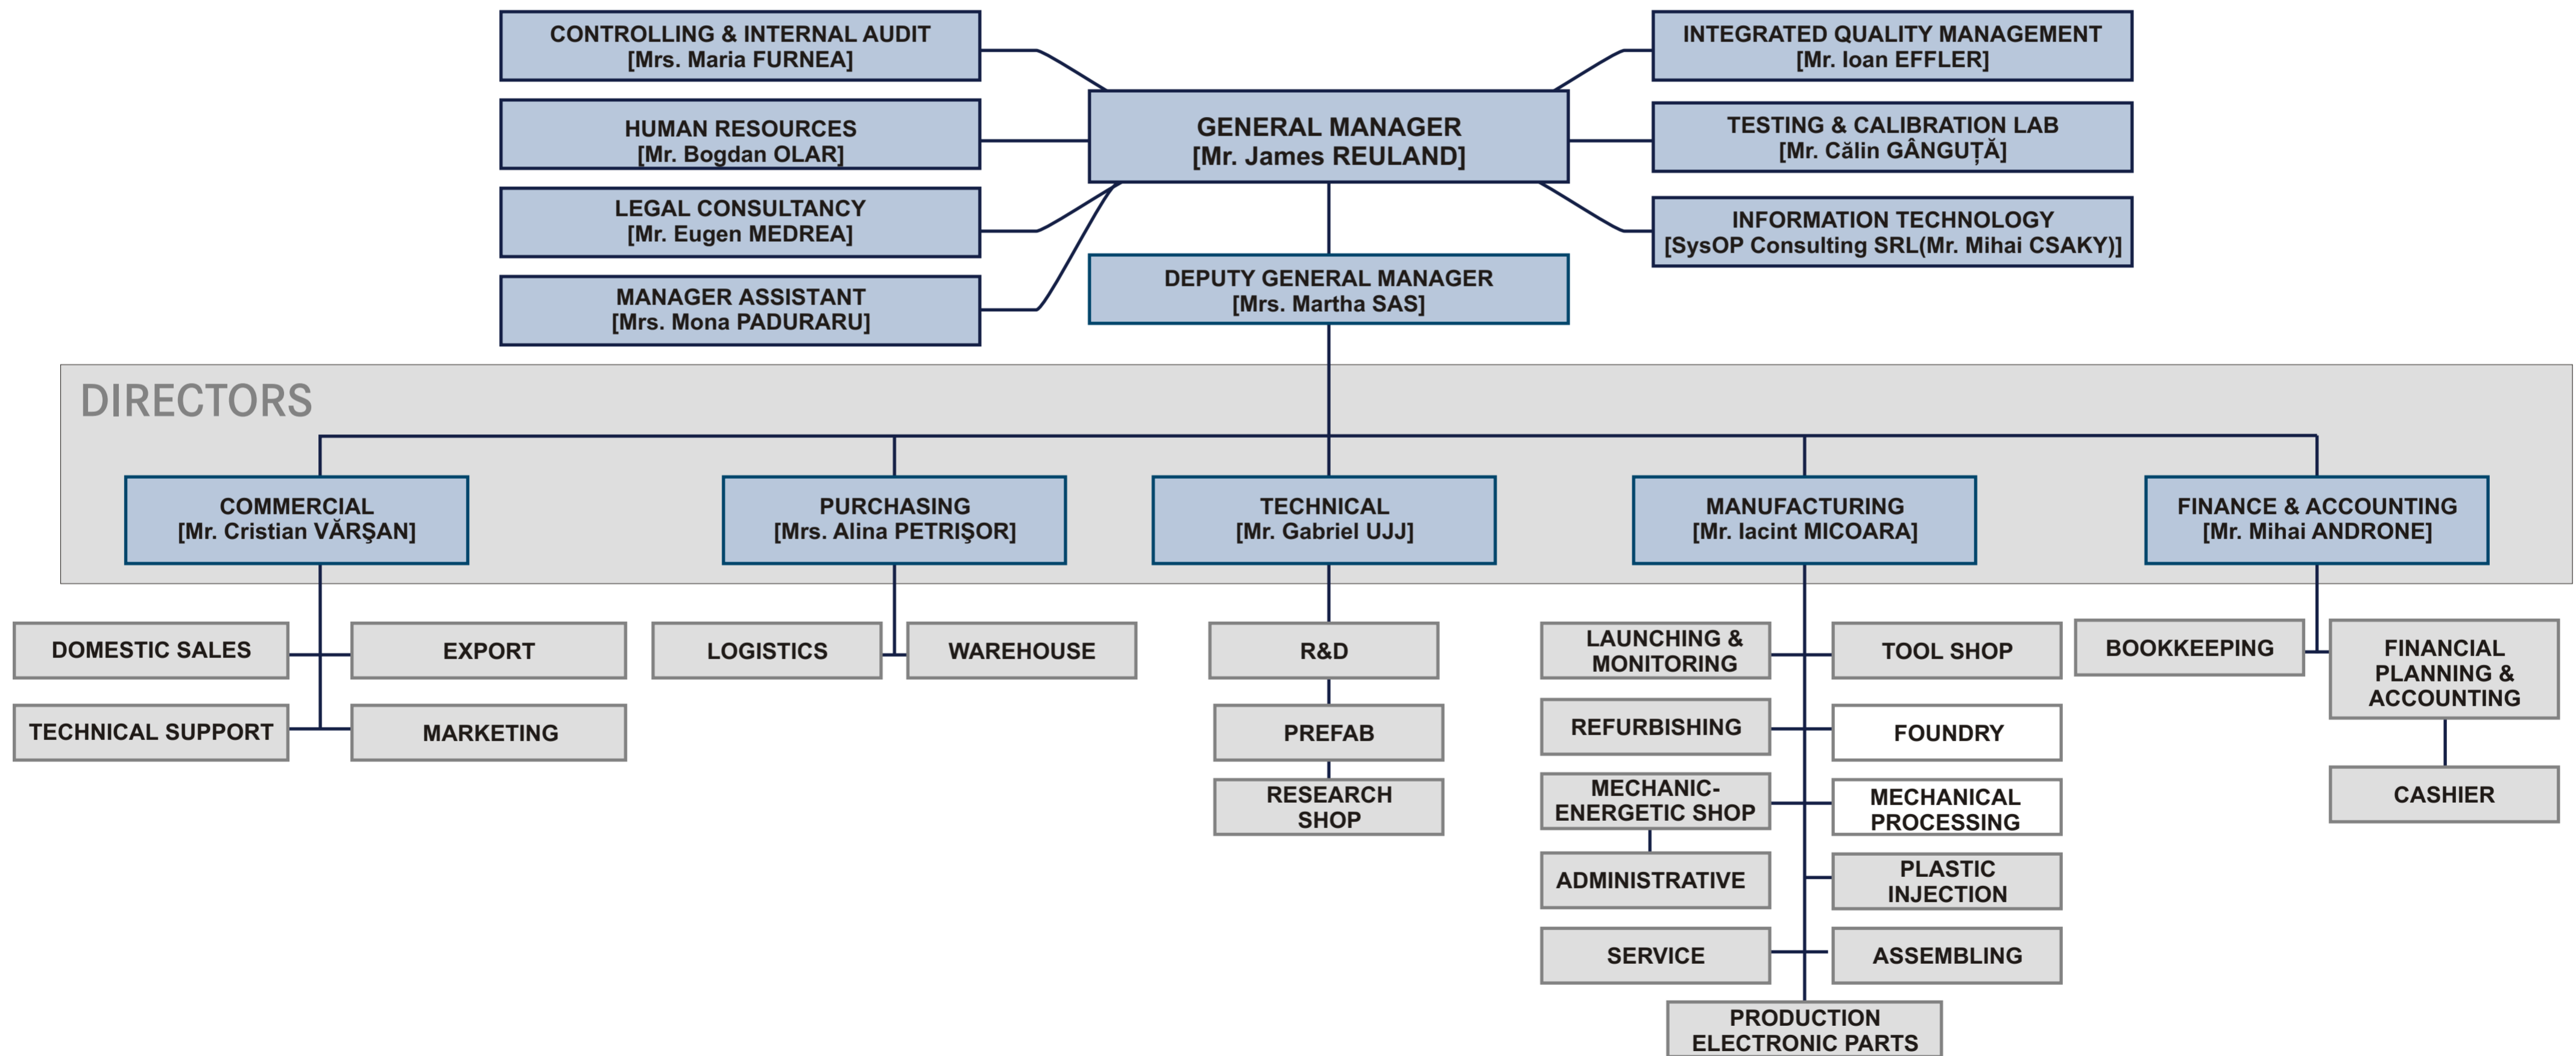 CONTROLLING & INTERNAL AUDIT
[Mrs. Maria FURNEA]
HUMAN RESOURCES
[Mr. Bogdan OLAR]
LEGAL CONSULTANCY
[Mr. Eugen MEDREA]
MANAGER ASSISTANT
[Mrs. Mona PADURARU]
GENERAL MANAGER
[Mr. James REULAND]
DEPUTY GENERAL MANAGER
[Mrs. Martha SAS]
INTEGRATED QUALITY MANAGEMENT
[Mr. Ioan EFFLER]
TESTING & CALIBRATION LAB
[Mr. Călin GÂNGUȚĂ]
INFORMATION TECHNOLOGY
[SysOP Consulting SRL(Mr. Mihai CSAKY)]
DIRECTORS
COMMERCIAL
[Mr. Cristian VĂRŞAN]
PURCHASING
[Mrs. Alina PETRIŞOR]
TECHNICAL
[Mr. Gabriel UJJ]
MANUFACTURING
[Mr. Iacint MICOARA]
FINANCE & ACCOUNTING
[Mr. Mihai ANDRONE]
DOMESTIC SALES
EXPORT
TECHNICAL SUPPORT
MARKETING
LOGISTICS
WAREHOUSE
R&D
PREFAB
RESEARCH
SHOP
LAUNCHING &
MONITORING
TOOL SHOP
REFURBISHING
FOUNDRY
MECHANIC-
ENERGETIC SHOP
MECHANICAL
PROCESSING
ADMINISTRATIVE
PLASTIC
INJECTION
SERVICE
ASSEMBLING
PRODUCTION
ELECTRONIC PARTS
BOOKKEEPING
FINANCIAL
PLANNING &
ACCOUNTING
CASHIER